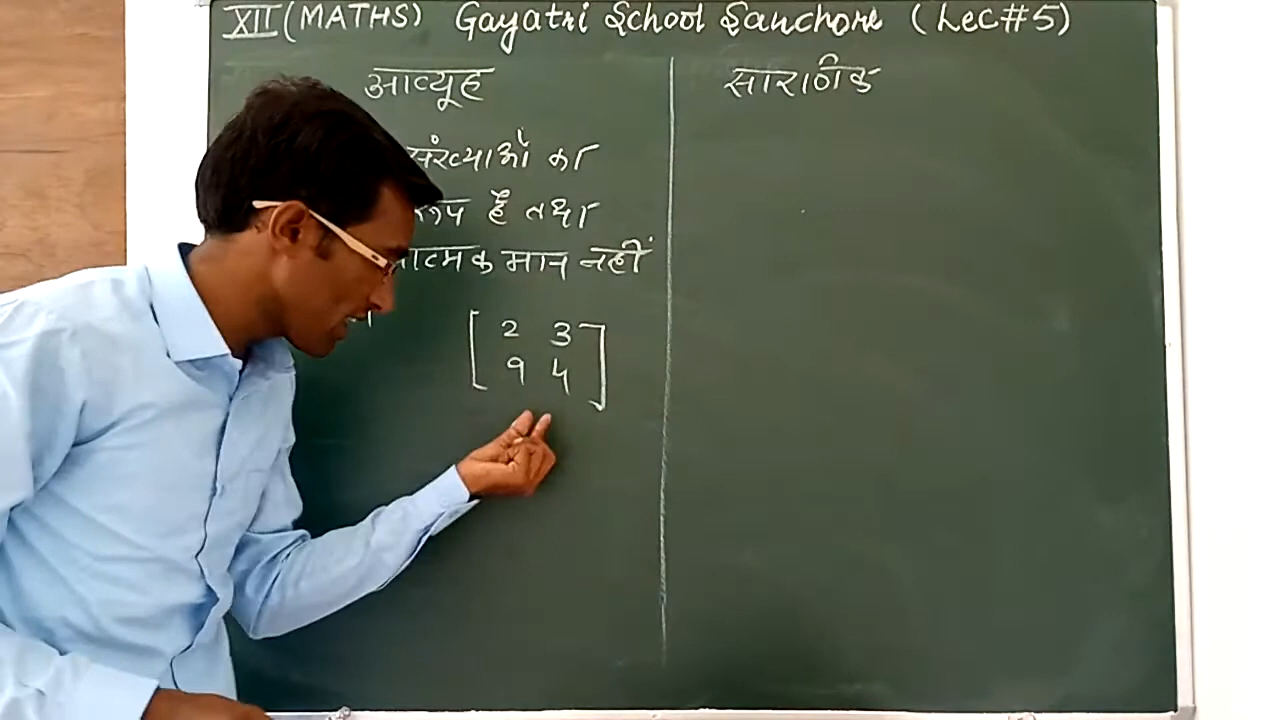 XII (MATHS) Gayatri School Sanchore (Lec#5)
आव्यूह
सारणिक
संख्याओं का
है तथा
मान नहीं
2 3
9 4